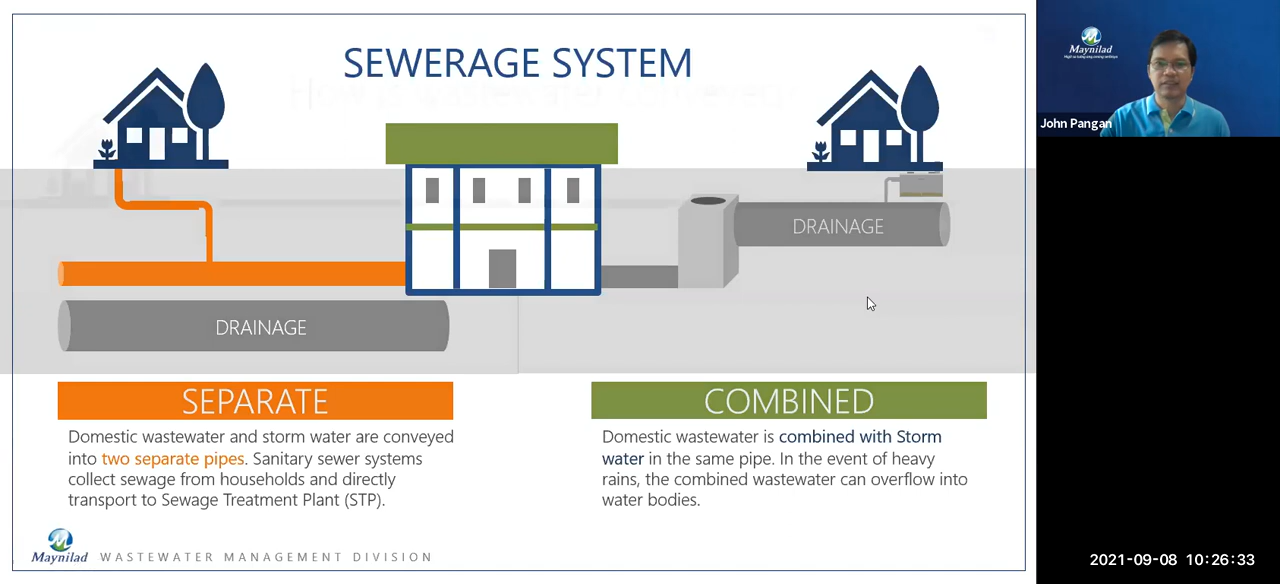 SEWERAGE SYSTEM
DRAINAGE
DRAINAGE
SEPARATE
Domestic wastewater and storm water are conveyed
into two separate pipes. Sanitary sewer systems
collect sewage from households and directly
transport to Sewage Treatment Plant (STP).
COMBINED
Domestic wastewater is combined with Storm
water in the same pipe. In the event of heavy
rains, the combined wastewater can overflow into
water bodies.
Maynilad WASTEWATER MANAGEMENT DIVISION
Maynilad
John Pangan
2021-09-08 10:26:33